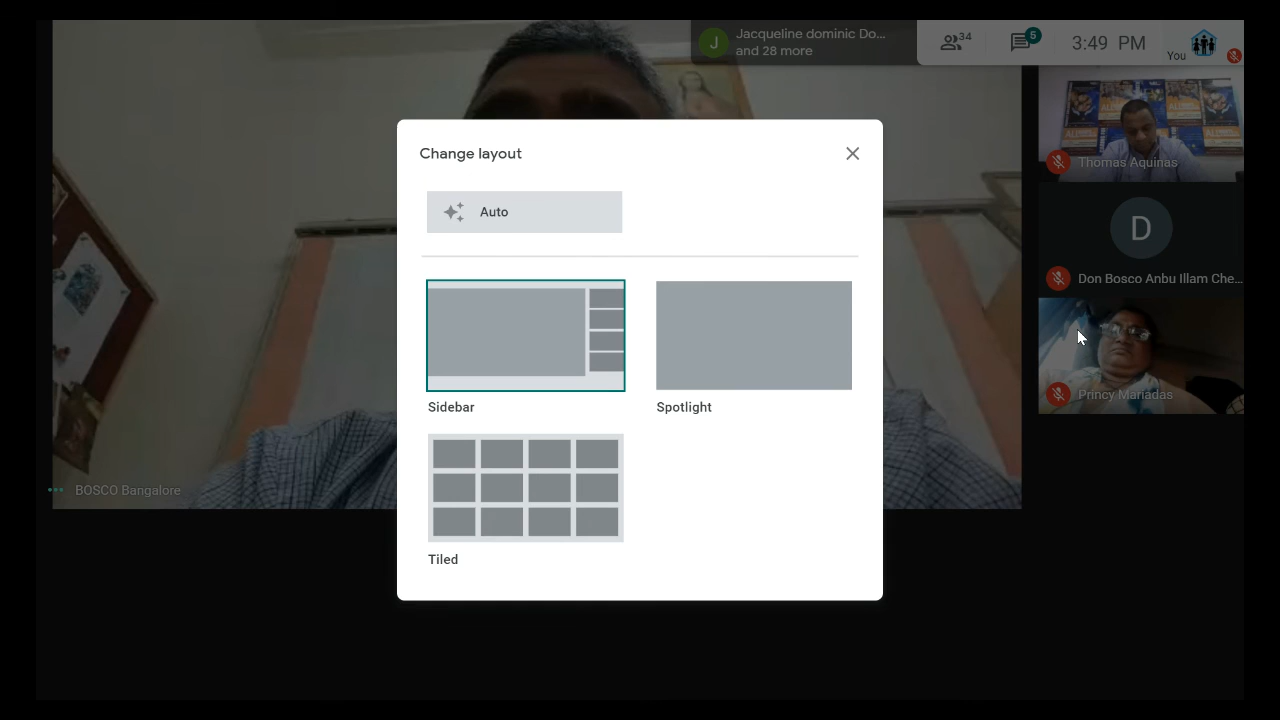 Jacqueline dominic Do...
and 28 more
34
5
3:49 PM
You
J
Change layout
Auto
Sidebar
Spotlight
Tiled
Thomas Aquinas
D
Don Bosco Anbu Illam Che...
Princy Mariadas
BOSCO Bangalore